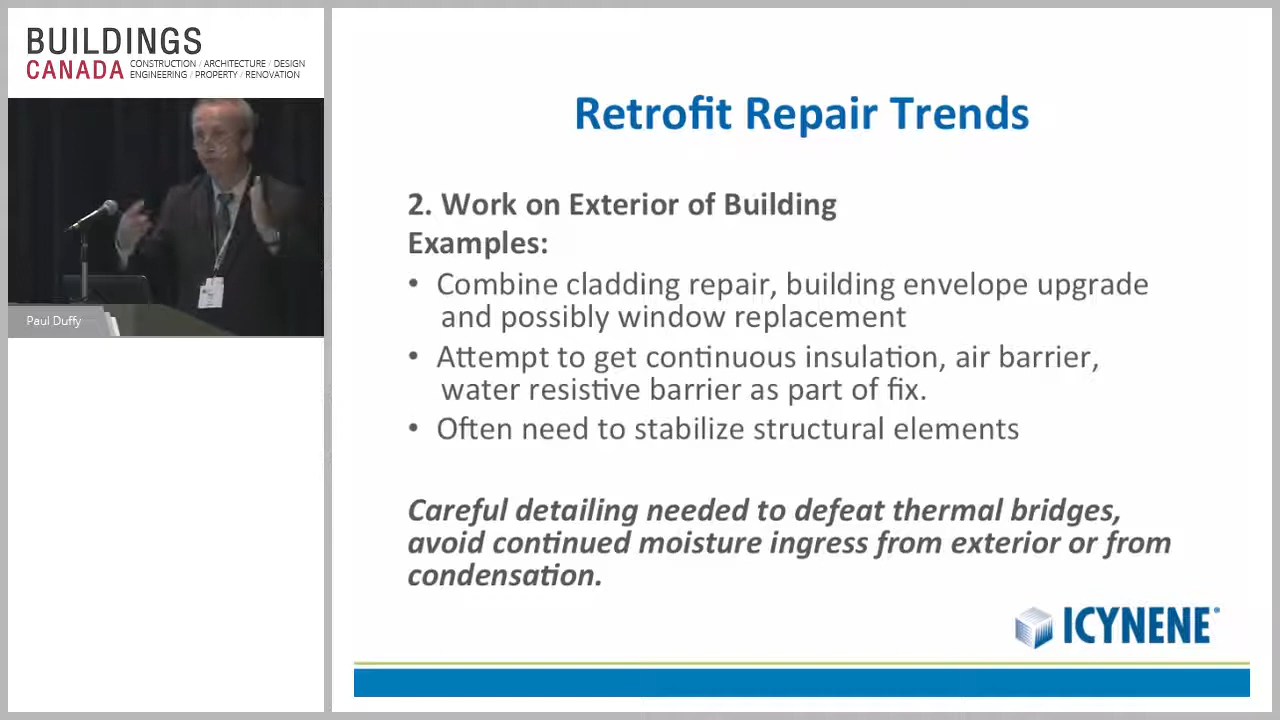 BUILDINGS
CANADA CONSTRUCTION / ARCHITECTURE / DESIGN
ENGINEERING / PROPERTY / RENOVATION
Paul Duffy
Retrofit Repair Trends
2. Work on Exterior of Building
Examples:
• Combine cladding repair, building envelope upgrade
and possibly window replacement
• Attempt to get continuous insulation, air barrier,
water resistive barrier as part of fix.
• Often need to stabilize structural elements
Careful detailing needed to defeat thermal bridges,
avoid continued moisture ingress from exterior or from
condensation.
ICYNENE®